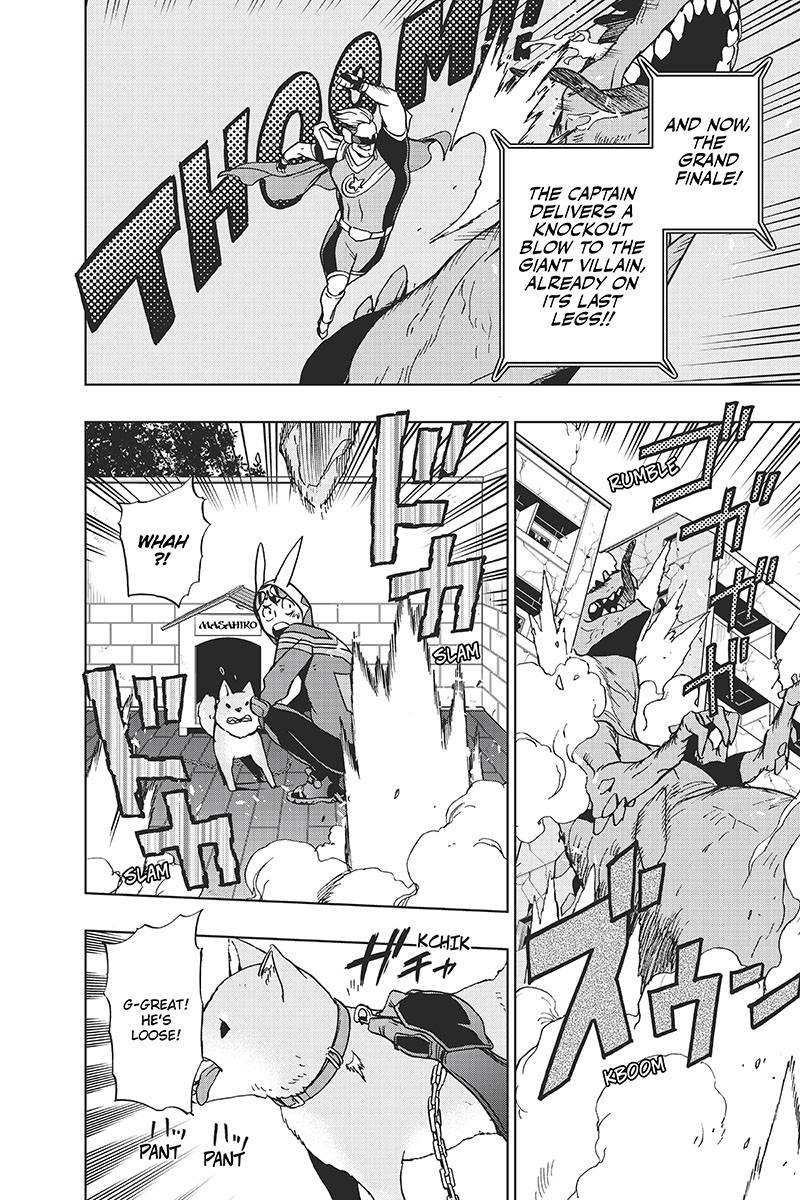 THOOM!!
AND NOW,
THE
GRAND
FINALE!
THE CAPTAIN
DELIVERS A
KNOCKOUT
BLOW TO THE
GIANT VILLAIN,
ALREADY ON
ITS LAST
LEGS!!
ゴガガガ
RUMBLE
ズゥーン
KBOOM
ドカ
SLAM
WHAH
?!
MASAHIKO
ドカ
SLAM
ガチャ
KCHIK
G-GREAT!
HE'S
LOOSE!
ハッ
PANT
ハッ
PANT